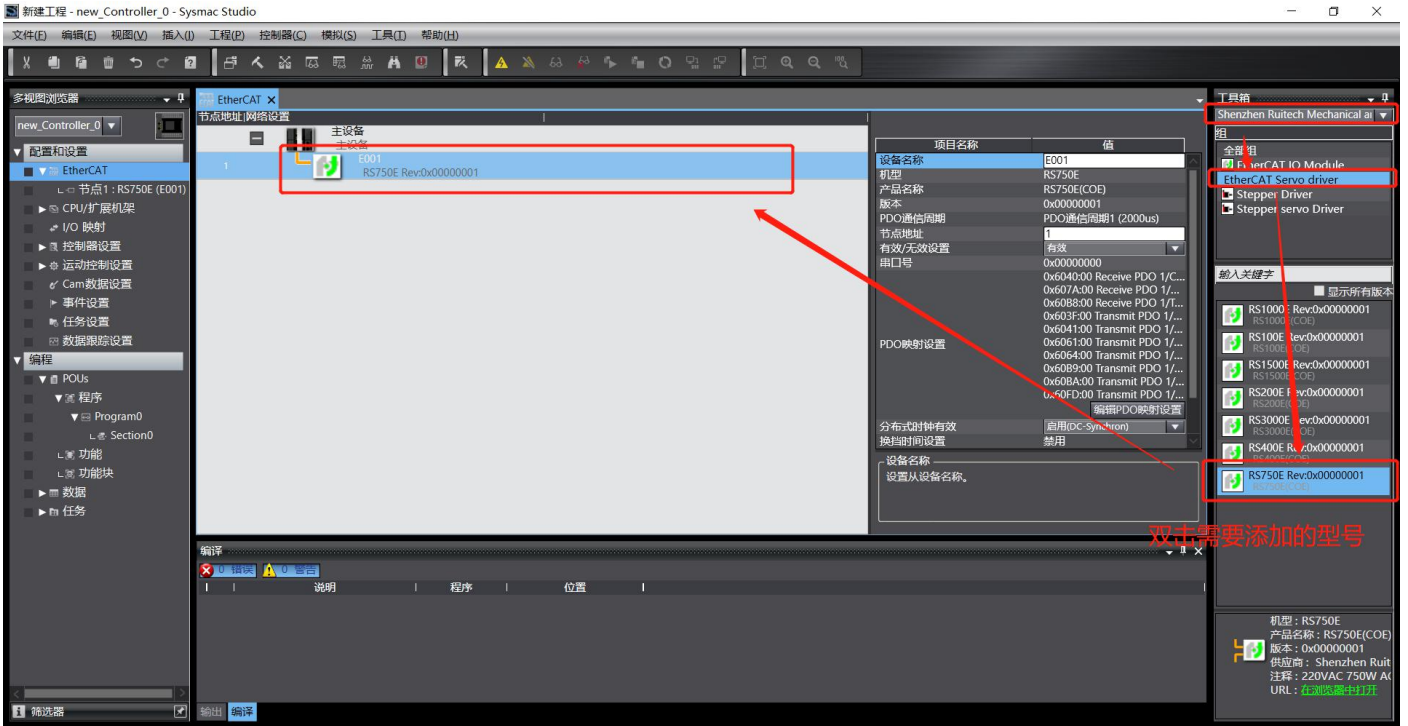 新建工程 - new_Controller_0 - Sysmac Studio
文件(F) 编辑(E) 视图(V) 插入(I) 工程(P) 控制器(C) 模拟(S) 工具(T) 帮助(H)
多视图浏览器
new_Controller_0
配置和设置
EtherCAT
节点1 : RS750E (E001)
CPU/扩展机架
I/O 映射
控制器设置
运动控制设置
Cam数据设置
事件设置
任务设置
数据跟踪设置
编程
POUs
程序
Program0
Section0
功能
功能块
数据
任务
筛选器
EtherCAT
节点地址|网络设置
主设备
主设备
1
E001
RS750E Rev:0x00000001
项目名称 值
设备名称 E001
机型 RS750E
产品名称 RS750E(COE)
版本 0x00000001
PDO通信周期 PDO通信周期1 (2000us)
节点地址 1
有效/无效设置 有效
串口号 0x00000000
PDO映射设置
0x6040:00 Receive PDO 1/C...
0x607A:00 Receive PDO 1/...
0x60B8:00 Receive PDO 1/T...
0x603F:00 Transmit PDO 1/...
0x6041:00 Transmit PDO 1/...
0x6061:00 Transmit PDO 1/...
0x6064:00 Transmit PDO 1/...
0x60B9:00 Transmit PDO 1/...
0x60BA:00 Transmit PDO 1/...
0x60FD:00 Transmit PDO 1/...
编辑PDO映射设置
分布式时钟有效 启用(DC-Synchron)
换挡时间设置 禁用
设备名称
设置从设备名称。
编译
0 错误 0 警告
说明 程序 位置
输出 编译
工具箱
Shenzhen Ruitech Mechanical ar
组
全部组
EtherCAT IO Module
EtherCAT Servo driver
Stepper Driver
Stepper servo Driver
输入关键字
显示所有版本
RS1000E Rev:0x00000001
RS1000E(COE)
RS100E Rev:0x00000001
RS100E(COE)
RS1500E Rev:0x00000001
RS1500E(COE)
RS200E Rev:0x00000001
RS200E(COE)
RS3000E Rev:0x00000001
RS3000E(COE)
RS400E Rev:0x00000001
RS400E(COE)
RS750E Rev:0x00000001
RS750E(COE)
双击需要添加的型号
机型 : RS750E
产品名称 : RS750E(COE)
版本 : 0x00000001
供应商 : Shenzhen Ruit
注释 : 220VAC 750W A
URL : 在浏览器中打开